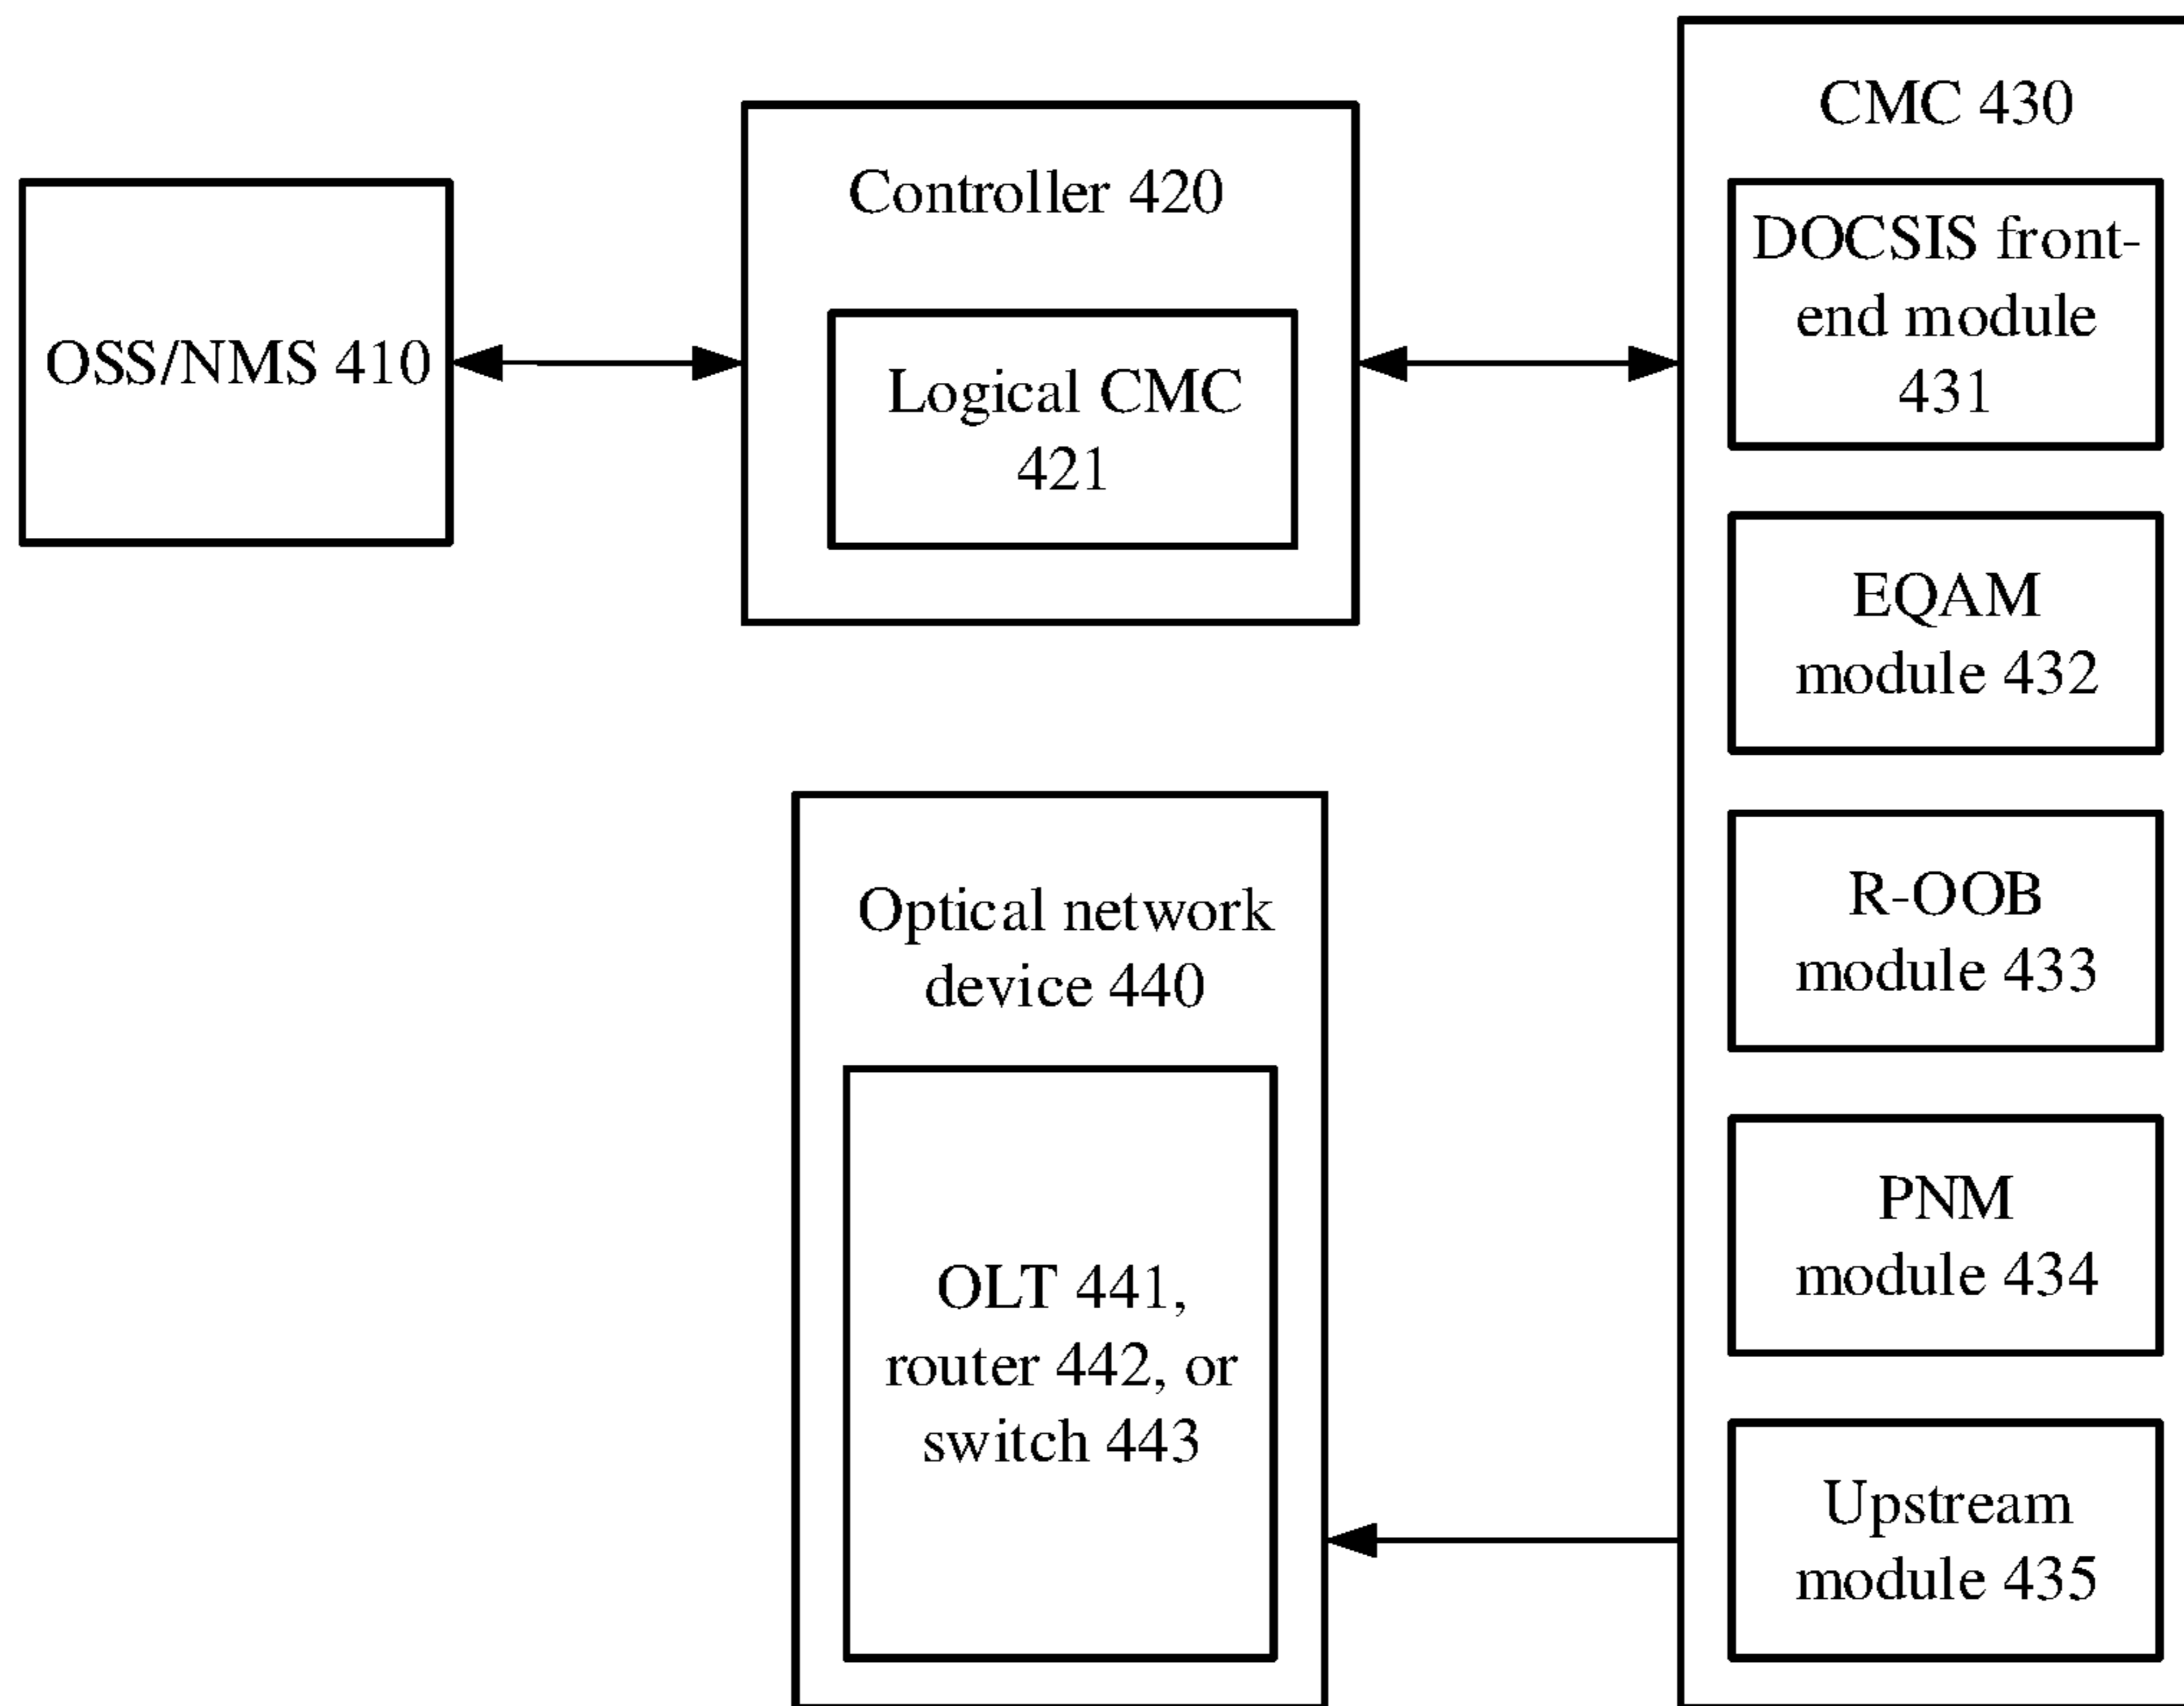 OSS/NMS 410
Controller 420
Logical CMC
421
CMC 430
DOCSIS front-
end module
431
EQAM
module 432
R-OOB
module 433
PNM
module 434
Upstream
module 435
Optical network
device 440
OLT 441,
router 442, or
switch 443